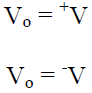 Vₒ = ⁺V
Vₒ = ⁻V